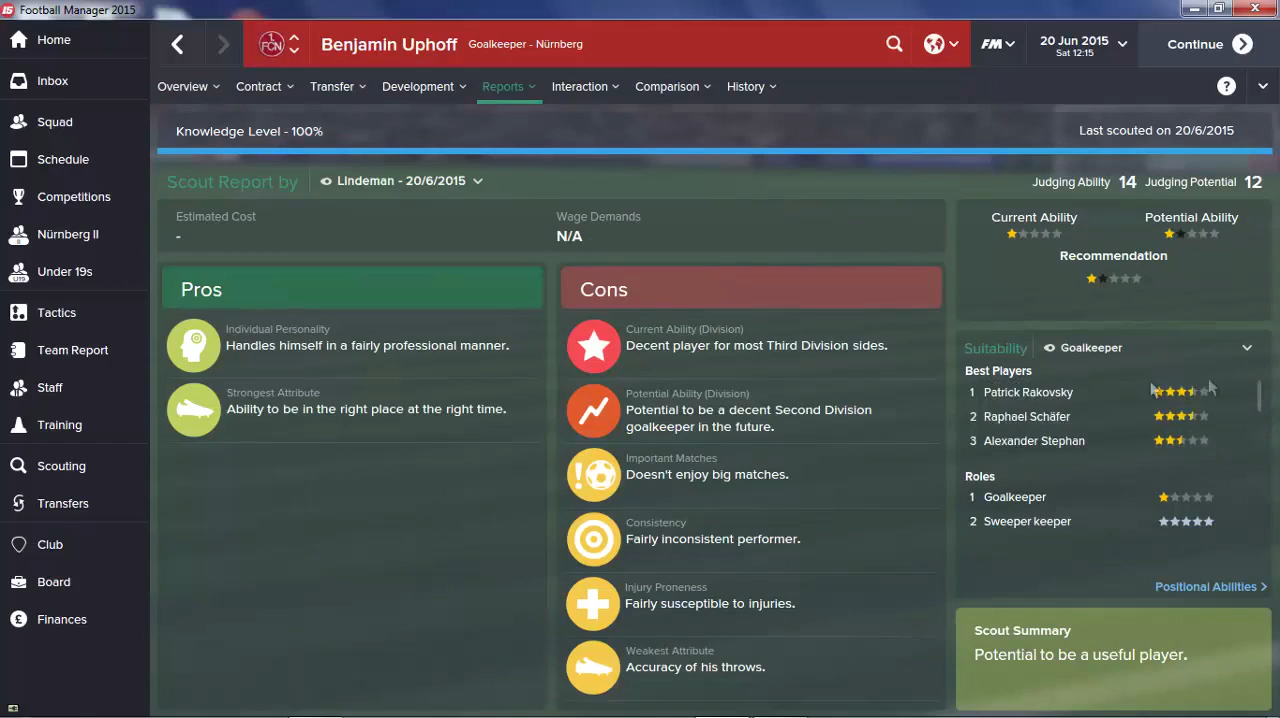 Football Manager 2015
Home
Inbox
Squad
Schedule
Competitions
Nürnberg II
Under 19s
Tactics
Team Report
Staff
Training
Scouting
Transfers
Club
Board
Finances
Benjamin Uphoff
Goalkeeper - Nürnberg
FM
20 Jun 2015
Sat 12:15
Continue
Overview
Contract
Transfer
Development
Reports
Interaction
Comparison
History
Knowledge Level - 100%
Last scouted on 20/6/2015
Scout Report by
Lindeman - 20/6/2015
Judging Ability 14 Judging Potential 12
Estimated Cost
-
Wage Demands
N/A
Pros
Individual Personality
Handles himself in a fairly professional manner.
Strongest Attribute
Ability to be in the right place at the right time.
Cons
Current Ability (Division)
Decent player for most Third Division sides.
Potential Ability (Division)
Potential to be a decent Second Division
goalkeeper in the future.
Important Matches
Doesn't enjoy big matches.
Consistency
Fairly inconsistent performer.
Injury Proneness
Fairly susceptible to injuries.
Weakest Attribute
Accuracy of his throws.
Current Ability
Potential Ability
Recommendation
Suitability
Goalkeeper
Best Players
1 Patrick Rakovsky
2 Raphael Schäfer
3 Alexander Stephan
Roles
1 Goalkeeper
2 Sweeper keeper
Positional Abilities >
Scout Summary
Potential to be a useful player.